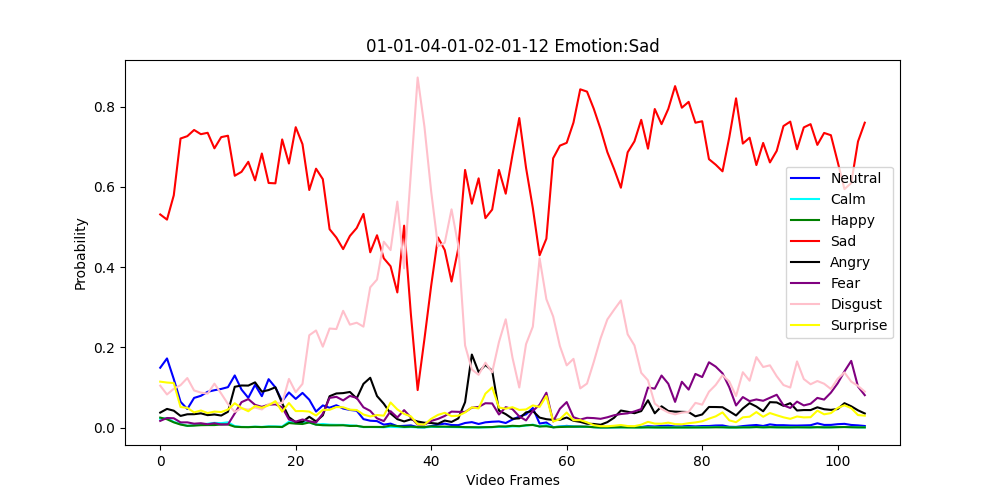 01-01-04-01-02-01-12 Emotion:Sad
Probability
0.8
0.6
0.4
0.2
0.0
0 20 40 60 80 100
Video Frames
Neutral
Calm
Happy
Sad
Angry
Fear
Disgust
Surprise